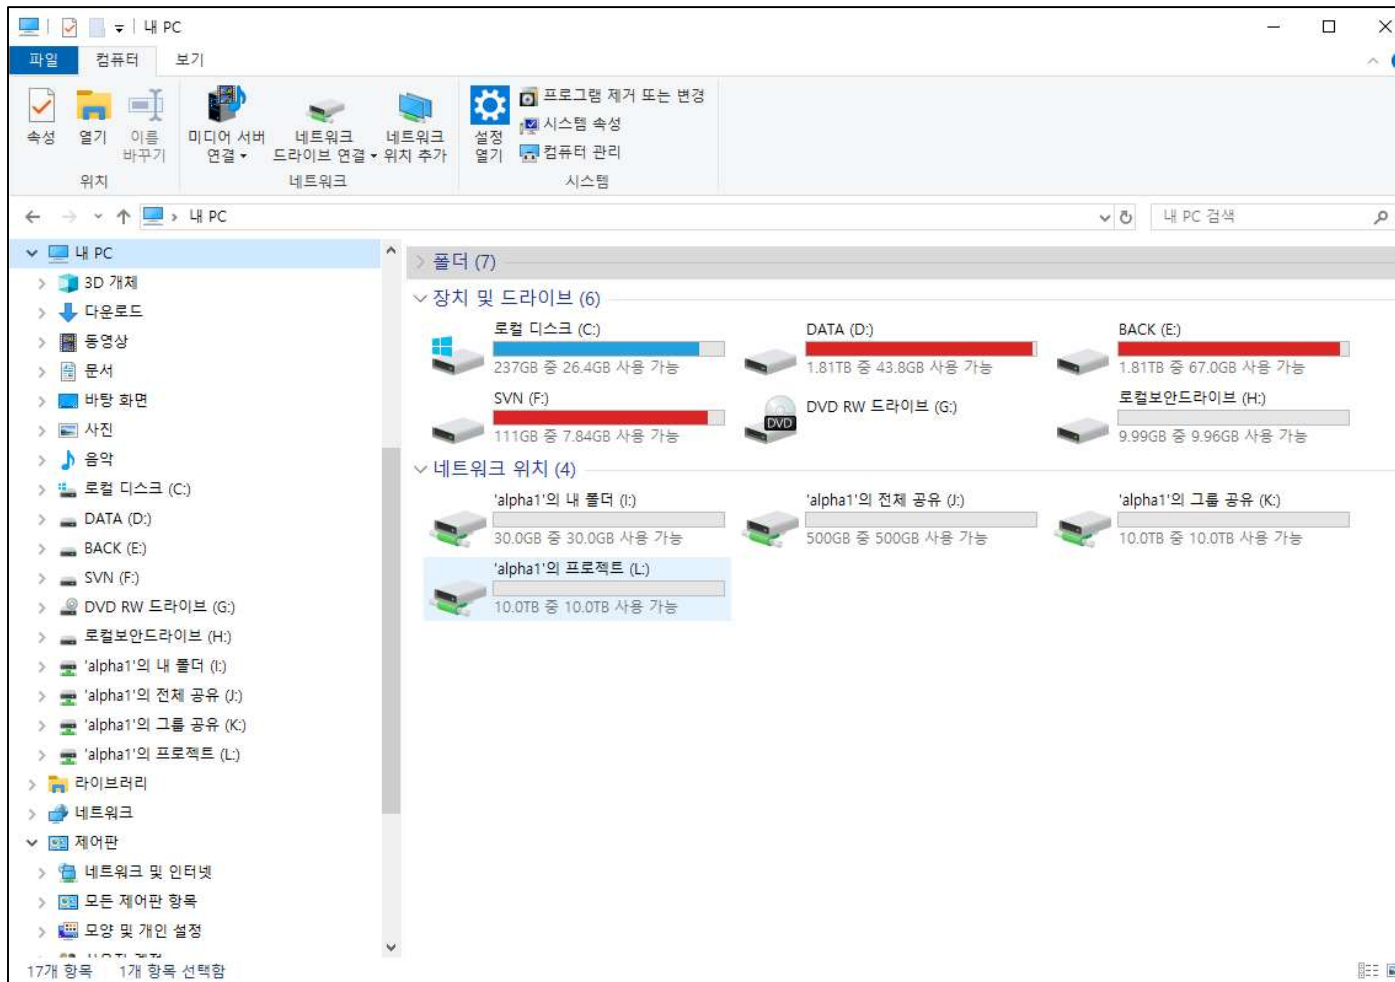 내 PC
파일 컴퓨터 보기
속성 열기 이름 바꾸기
미디어 서버 연결 네트워크 드라이브 연결 네트워크 위치 추가
설정 열기
프로그램 제거 또는 변경
시스템 속성
컴퓨터 관리
위치 네트워크 시스템
내 PC
내 PC 검색
내 PC
3D 개체
다운로드
동영상
문서
바탕 화면
사진
음악
로컬 디스크 (C:)
DATA (D:)
BACK (E:)
SVN (F:)
DVD RW 드라이브 (G:)
로컬보안드라이브 (H:)
'alpha1'의 내 폴더 (I:)
'alpha1'의 전체 공유 (J:)
'alpha1'의 그룹 공유 (K:)
'alpha1'의 프로젝트 (L:)
라이브러리
네트워크
제어판
네트워크 및 인터넷
모든 제어판 항목
모양 및 개인 설정
폴더 (7)
장치 및 드라이브 (6)
로컬 디스크 (C:)
237GB 중 26.4GB 사용 가능
DATA (D:)
1.81TB 중 43.8GB 사용 가능
BACK (E:)
1.81TB 중 67.0GB 사용 가능
SVN (F:)
111GB 중 7.84GB 사용 가능
DVD RW 드라이브 (G:)
DVD
로컬보안드라이브 (H:)
9.99GB 중 9.96GB 사용 가능
네트워크 위치 (4)
'alpha1'의 내 폴더 (I:)
30.0GB 중 30.0GB 사용 가능
'alpha1'의 전체 공유 (J:)
500GB 중 500GB 사용 가능
'alpha1'의 그룹 공유 (K:)
10.0TB 중 10.0TB 사용 가능
'alpha1'의 프로젝트 (L:)
10.0TB 중 10.0TB 사용 가능
17개 항목 1개 항목 선택함